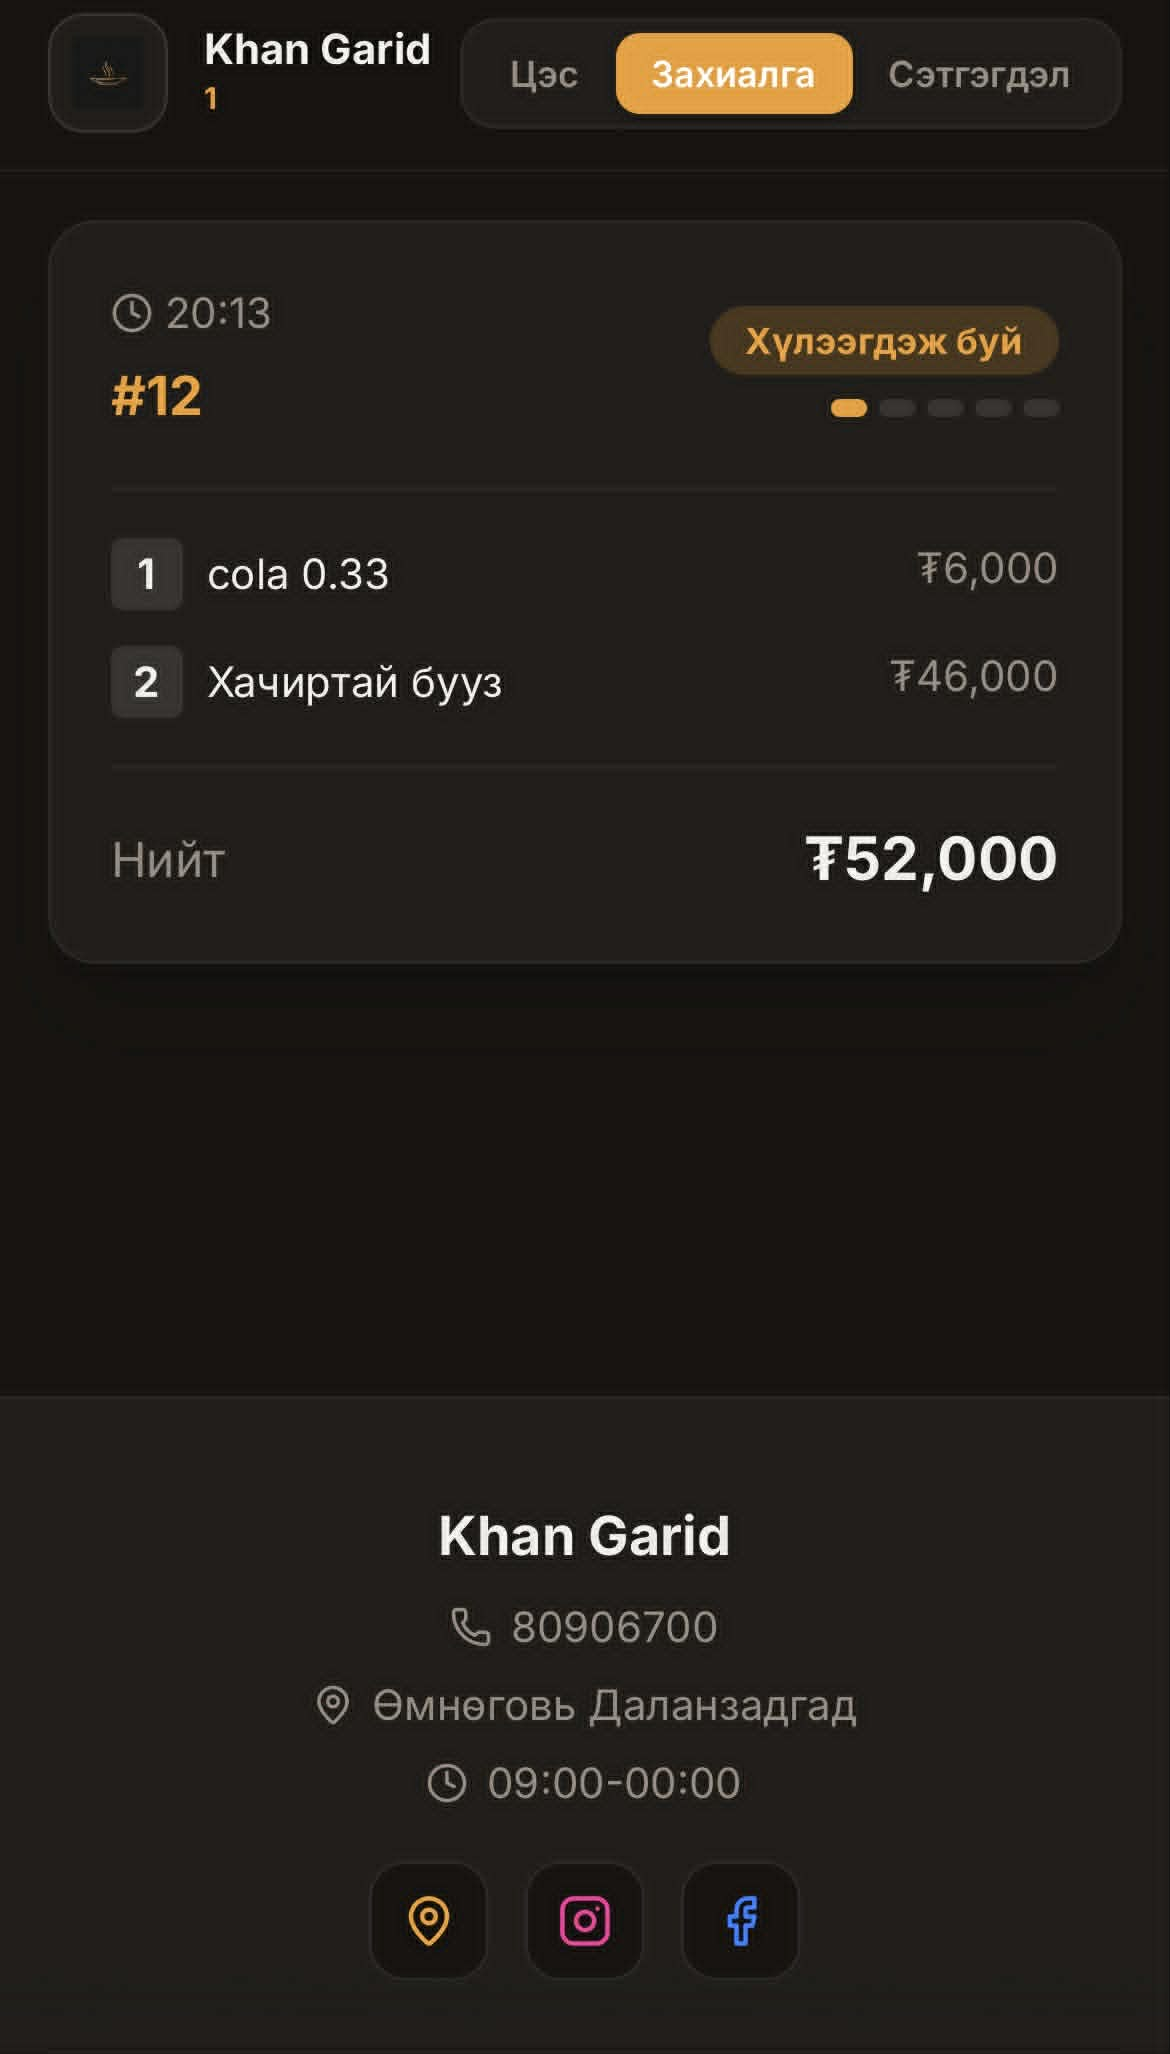 Khan Garid
1
Цэс
Захиалга
Сэтгэгдэл
20:13
Хүлээгдэж буй
#12
1 cola 0.33 ₮6,000
2 Хачиртай бууз ₮46,000
Нийт ₮52,000
Khan Garid
80906700
Өмнөговь Даланзадгад
09:00-00:00